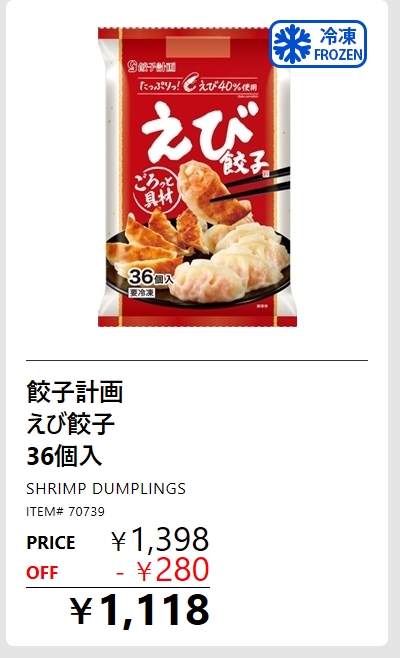 冷凍
FROZEN
餃子計画
たっぷりっ! えび40%使用
えび
餃子
ごろっと
具材
36個入
要冷凍
餃子計画
えび餃子
36個入
SHRIMP DUMPLINGS
ITEM# 70739
PRICE ￥1,398
OFF - ￥280
￥1,118